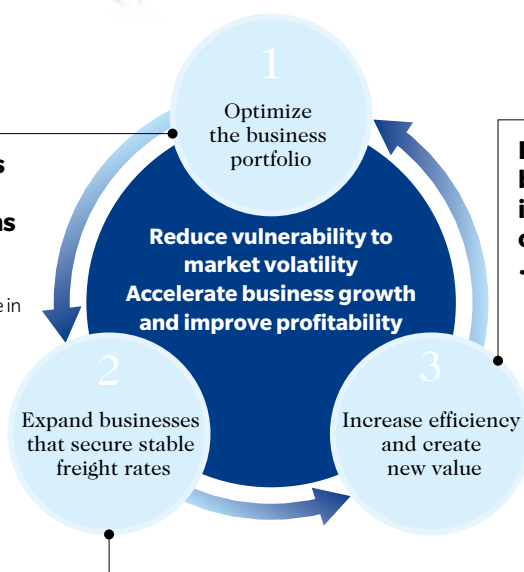 1
Optimize
the business
portfolio
Reduce vulnerability to
market volatility
Accelerate business growth
and improve profitability
2
Expand businesses
that secure stable
freight rates
3
Increase efficiency
and create
new value
e in